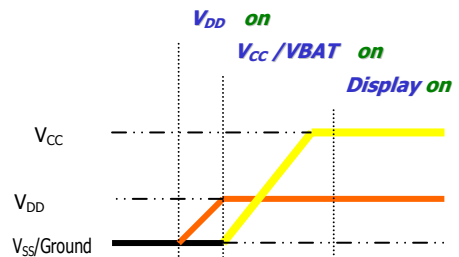 VDD on
VCC /VBAT on
Display on
VCC
VDD
VSS/Ground